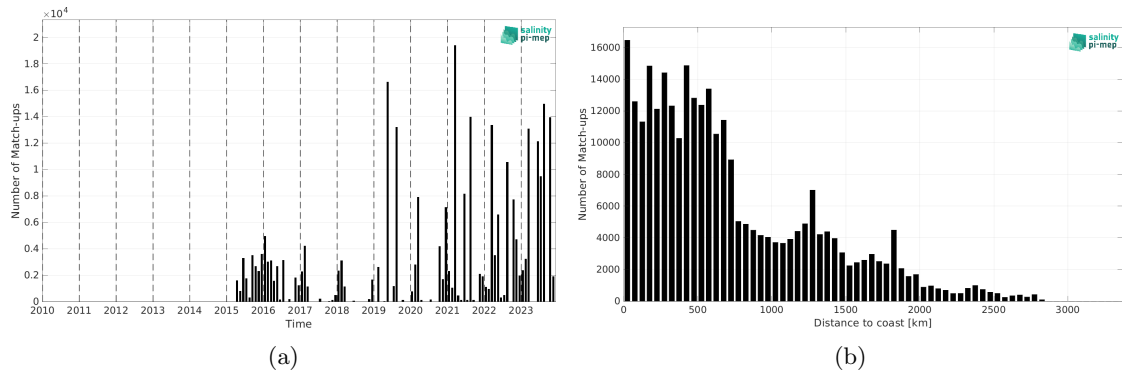 ×10⁴
2
1.8
1.6
1.4
1.2
1
0.8
0.6
0.4
0.2
0
Number of Match-ups
2010 2011 2012 2013 2014 2015 2016 2017 2018 2019 2020 2021 2022 2023
Time
salinity
pi-mep
(a)
16000
14000
12000
10000
8000
6000
4000
2000
0
Number of Match-ups
0 500 1000 1500 2000 2500 3000
Distance to coast [km]
salinity
pi-mep
(b)